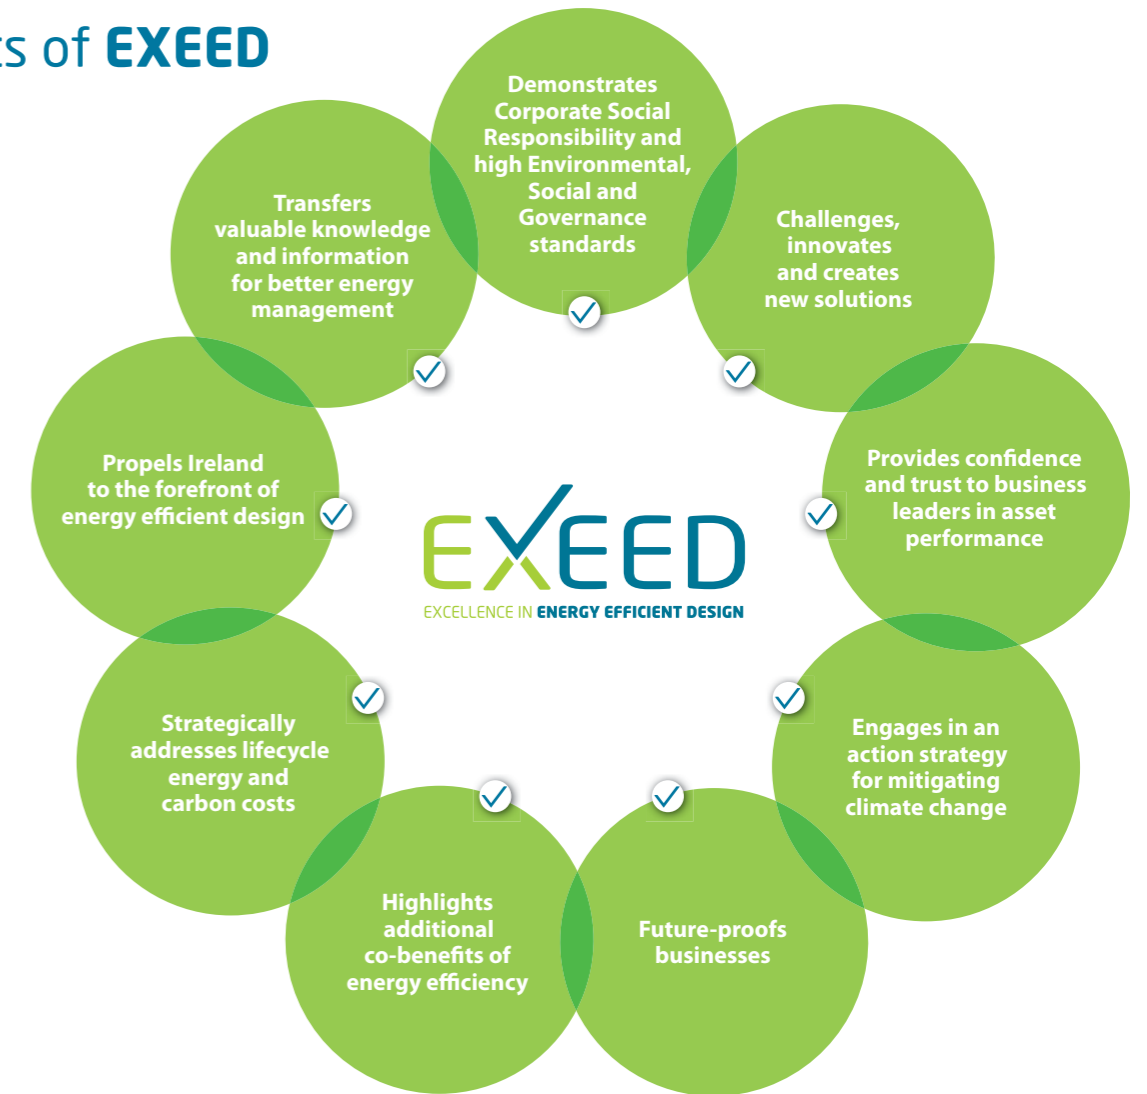 ts of EXEED
Demonstrates
Corporate Social
Responsibility and
high Environmental,
Social and
Governance
standards
Challenges,
innovates
and creates
new solutions
Provides confidence
and trust to business
leaders in asset
performance
Engages in an
action strategy
for mitigating
climate change
Future-proofs
businesses
Highlights
additional
co-benefits of
energy efficiency
Strategically
addresses lifecycle
energy and
carbon costs
Propels Ireland
to the forefront of
energy efficient design
Transfers
valuable knowledge
and information
for better energy
management
EXEED
EXCELLENCE IN ENERGY EFFICIENT DESIGN